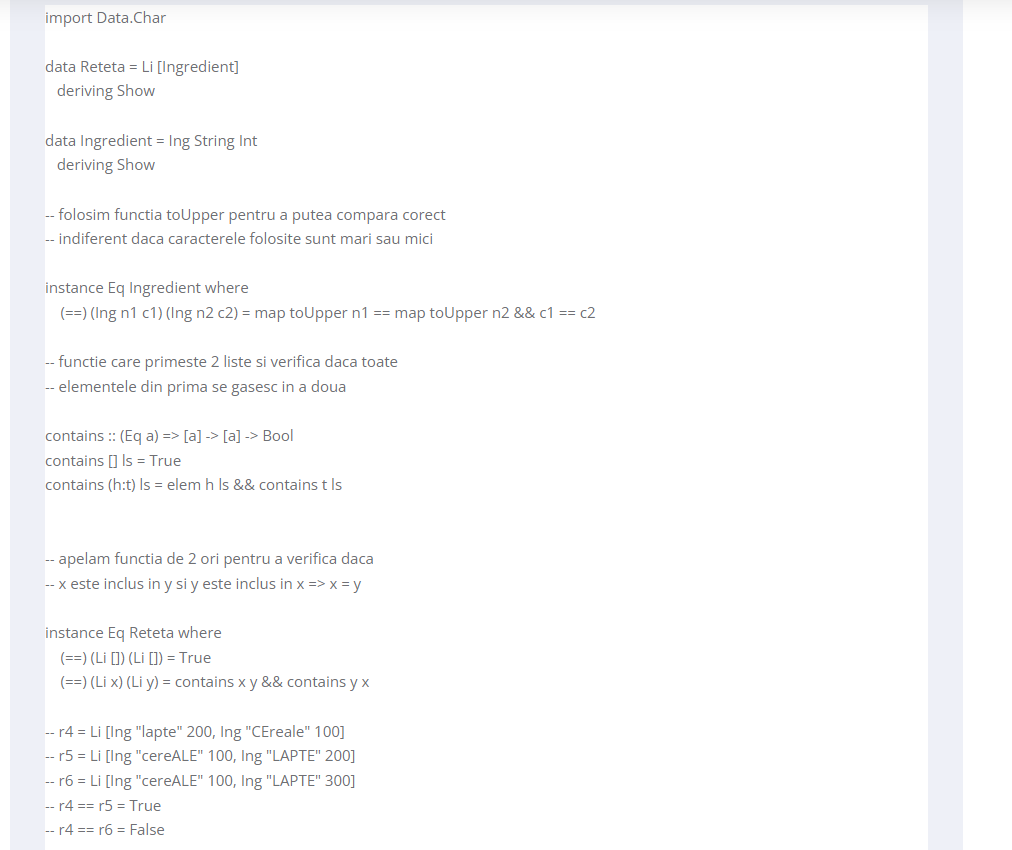 import Data.Char
data Reteta = Li [Ingredient]
deriving Show
data Ingredient = Ing String Int
deriving Show
-- folosim functia toUpper pentru a putea compara corect
-- indiferent daca caracterele folosite sunt mari sau mici
instance Eq Ingredient where
(==) (Ing n1 c1) (Ing n2 c2) = map toUpper n1 == map toUpper n2 && c1 == c2
-- functie care primeste 2 liste si verifica daca toate
-- elementele din prima se gasesc in a doua
contains :: (Eq a) => [a] -> [a] -> Bool
contains [] ls = True
contains (h:t) ls = elem h ls && contains t ls
-- apelam functia de 2 ori pentru a verifica daca
-- x este inclus in y si y este inclus in x => x = y
instance Eq Reteta where
(==) (Li []) (Li []) = True
(==) (Li x) (Li y) = contains x y && contains y x
-- r4 = Li [Ing "lapte" 200, Ing "CEreale" 100]
-- r5 = Li [Ing "cereALE" 100, Ing "LAPTE" 200]
-- r6 = Li [Ing "cereALE" 100, Ing "LAPTE" 300]
-- r4 == r5 = True
-- r4 == r6 = False